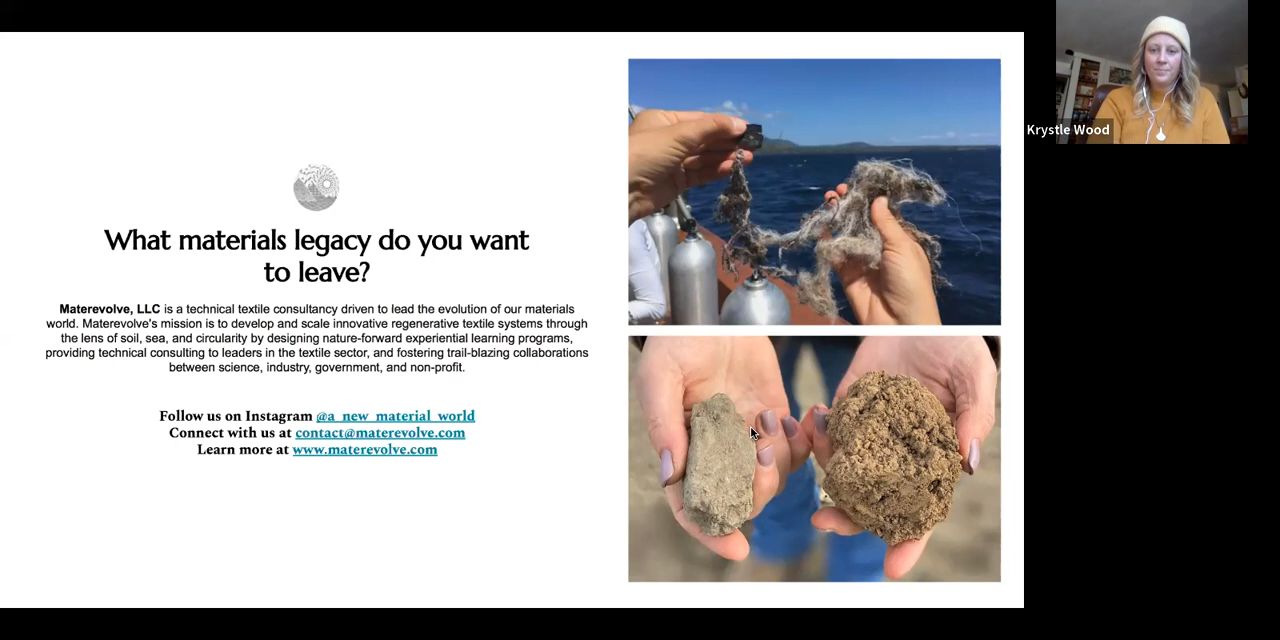 What materials legacy do you want
to leave?
Materevolve, LLC is a technical textile consultancy driven to lead the evolution of our materials
world. Materevolve's mission is to develop and scale innovative regenerative textile systems through
the lens of soil, sea, and circularity by designing nature-forward experiential learning programs,
providing technical consulting to leaders in the textile sector, and fostering trail-blazing collaborations
between science, industry, government, and non-profit.
Follow us on Instagram @a_new_material_world
Connect with us at contact@materevolve.com
Learn more at www.materevolve.com
Krystle Wood